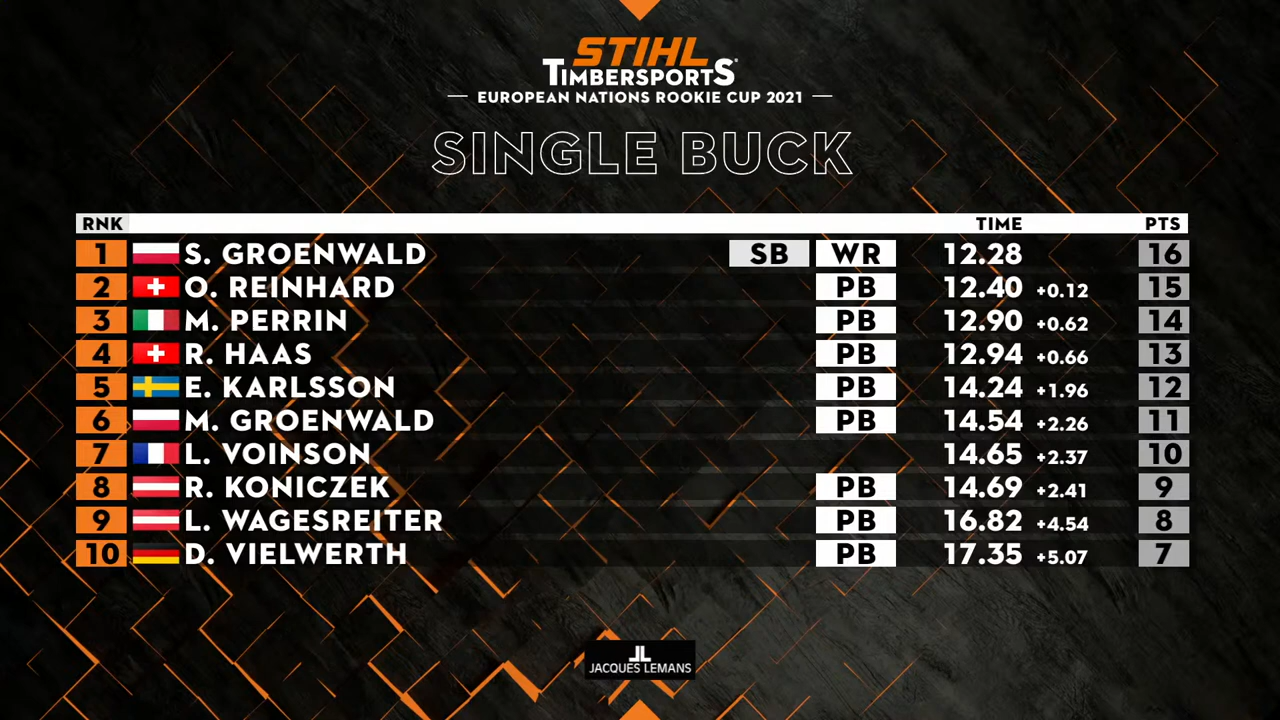 STIHL
TIMBERSPORTS®
EUROPEAN NATIONS ROOKIE CUP 2021
SINGLE BUCK
RNK TIME PTS
1 S. GROENWALD SB WR 12.28 16
2 O. REINHARD PB 12.40 +0.12 15
3 M. PERRIN PB 12.90 +0.62 14
4 R. HAAS PB 12.94 +0.66 13
5 E. KARLSSON PB 14.24 +1.96 12
6 M. GROENWALD PB 14.54 +2.26 11
7 L. VOINSON 14.65 +2.37 10
8 R. KONICZEK PB 14.69 +2.41 9
9 L. WAGESREITER PB 16.82 +4.54 8
10 D. VIELWERTH PB 17.35 +5.07 7
JL
JACQUES LEMANS